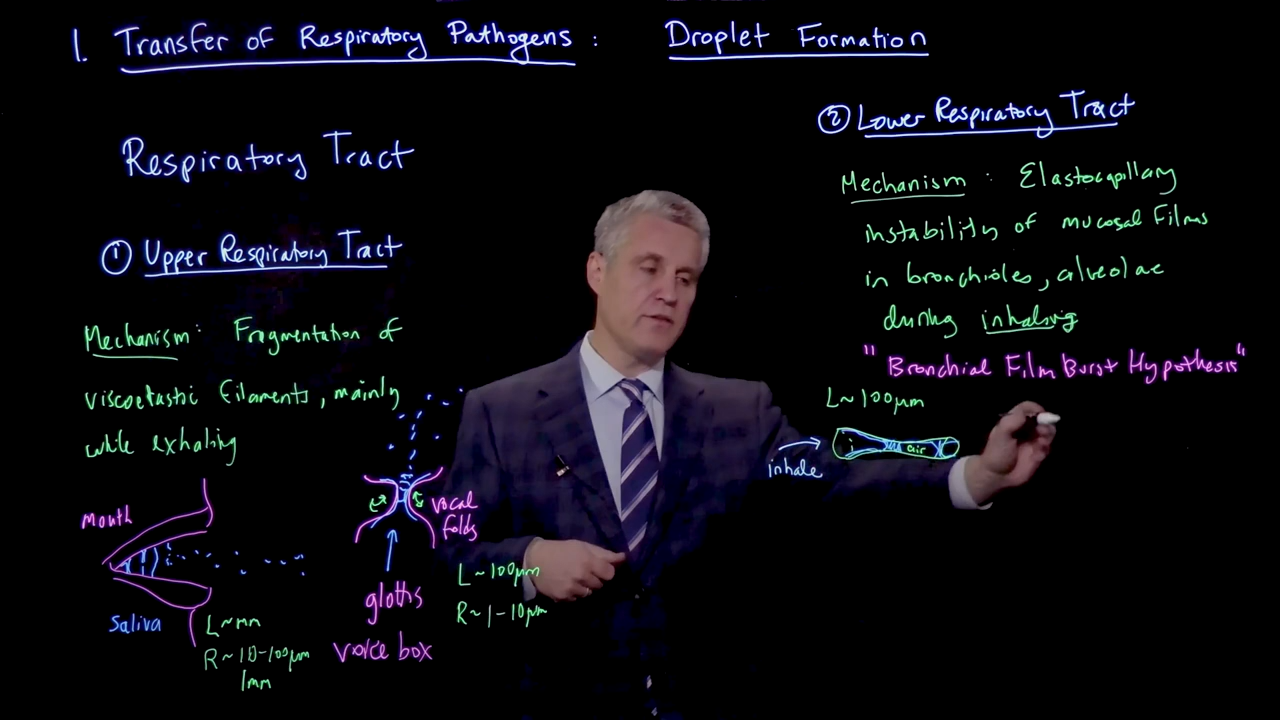 1. Transfer of Respiratory Pathogens : Droplet Formation
Respiratory Tract
① Upper Respiratory Tract
Mechanism: Fragmentation of
viscoelastic filaments, mainly
while exhaling
Mouth
Saliva
L~mm
R~10-100μm
1mm
vocal
folds
glottis
voice box
L~100μm
R~1-10μm
② Lower Respiratory Tract
Mechanism : Elastocapillary
instability of mucosal films
in bronchioles, alveolae
during inhaling
"Bronchial Film Burst Hypothesis"
L~100μm
inhale
air